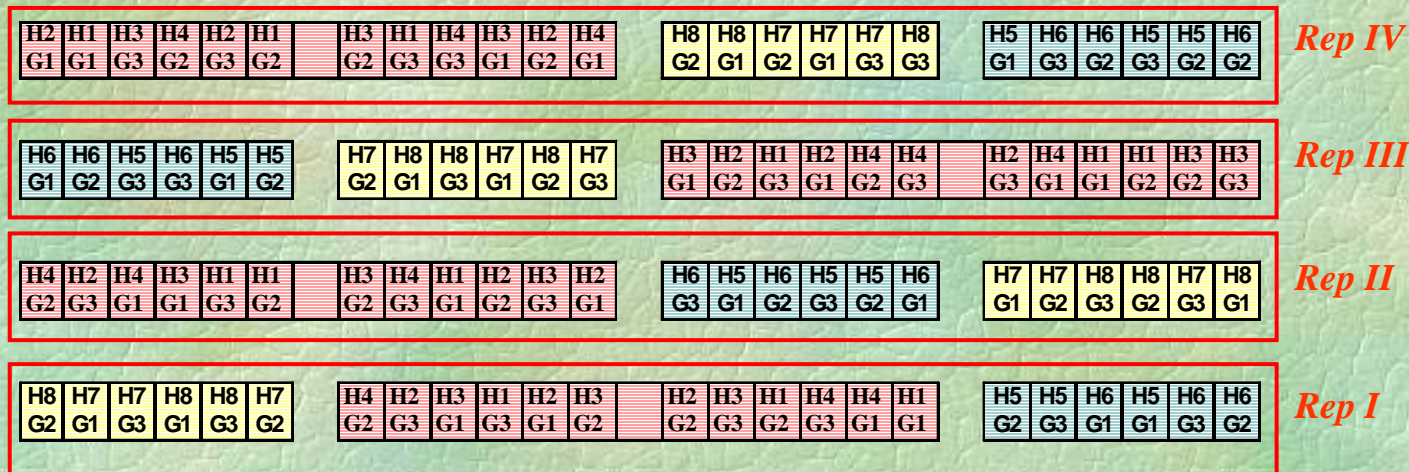 H2 H1 H3 H4 H2 H1 H3 H1 H4 H3 H2 H4 H8 H8 H7 H7 H7 H8 H5 H6 H6 H5 H5 H6 Rep IV
G1 G1 G3 G2 G3 G2 G2 G3 G3 G1 G2 G1 G2 G1 G2 G1 G3 G3 G1 G3 G2 G3 G2 G2
H6 H6 H5 H6 H5 H5 H7 H8 H8 H7 H8 H7 H3 H2 H1 H2 H4 H4 H2 H4 H1 H1 H3 H3 Rep III
G1 G2 G3 G3 G1 G2 G2 G1 G3 G1 G2 G3 G1 G2 G3 G1 G2 G3 G3 G1 G1 G2 G2 G3
H4 H2 H4 H3 H1 H1 H3 H4 H1 H2 H3 H2 H6 H5 H6 H5 H5 H6 H7 H7 H8 H8 H7 H8 Rep II
G2 G3 G1 G1 G3 G2 G2 G3 G1 G2 G3 G1 G3 G1 G2 G3 G2 G1 G1 G2 G3 G2 G3 G1
H8 H7 H7 H8 H8 H7 H4 H2 H3 H1 H2 H3 H2 H3 H1 H4 H4 H1 H5 H5 H6 H5 H6 H6 Rep I
G2 G1 G3 G1 G3 G2 G2 G3 G1 G3 G1 G2 G2 G3 G2 G3 G1 G1 G2 G3 G1 G1 G3 G2